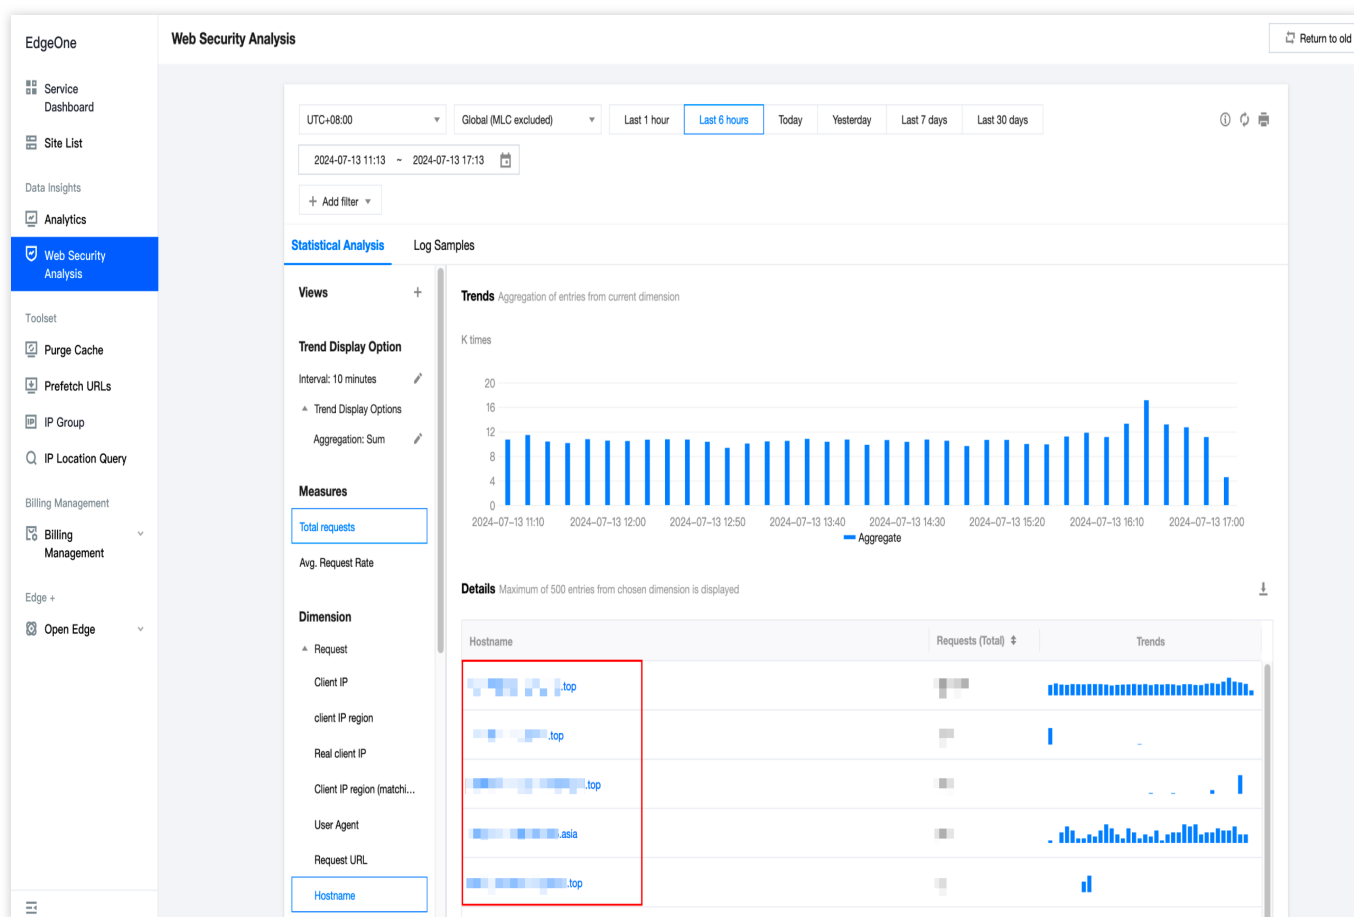 EdgeOne
Web Security Analysis
Return to old
Service
Dashboard
Site List
Data Insights
Analytics
Web Security
Analysis
Toolset
Purge Cache
Prefetch URLs
IP Group
IP Location Query
Billing Management
Billing
Management
Edge +
Open Edge
UTC+08:00
Global (MLC excluded)
Last 1 hour
Last 6 hours
Today
Yesterday
Last 7 days
Last 30 days
2024-07-13 11:13 ~ 2024-07-13 17:13
+ Add filter
Statistical Analysis
Log Samples
Views +
Trend Display Option
Interval: 10 minutes
Trend Display Options
Aggregation: Sum
Measures
Total requests
Avg. Request Rate
Dimension
Request
Client IP
client IP region
Real client IP
Client IP region (matchi...
User Agent
Request URL
Hostname
Trends Aggregation of entries from current dimension
K times
20
16
12
8
4
0
2024-07-13 11:10 2024-07-13 12:00 2024-07-13 12:50 2024-07-13 13:40 2024-07-13 14:30 2024-07-13 15:20 2024-07-13 16:10 2024-07-13 17:00
Aggregate
Details Maximum of 500 entries from chosen dimension is displayed
Hostname Requests (Total) Trends
.top
.top
.top
.asia
.top